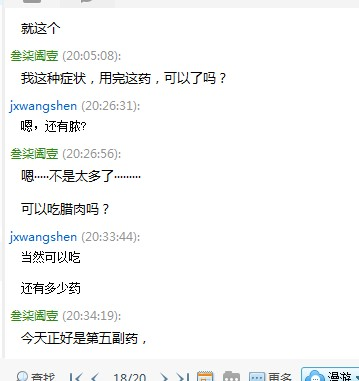 就这个
叁柒阖壹 (20:05:08):
我这种症状，用完这药，可以了吗？
jxwangshen (20:26:31):
嗯，还有脓?
叁柒阖壹 (20:26:56):
嗯·····不是太多了·········
可以吃腊肉吗？
jxwangshen (20:33:44):
当然可以吃
还有多少药
叁柒阖壹 (20:34:19):
今天正好是第五副药，
查找 18/20 更多 漫游